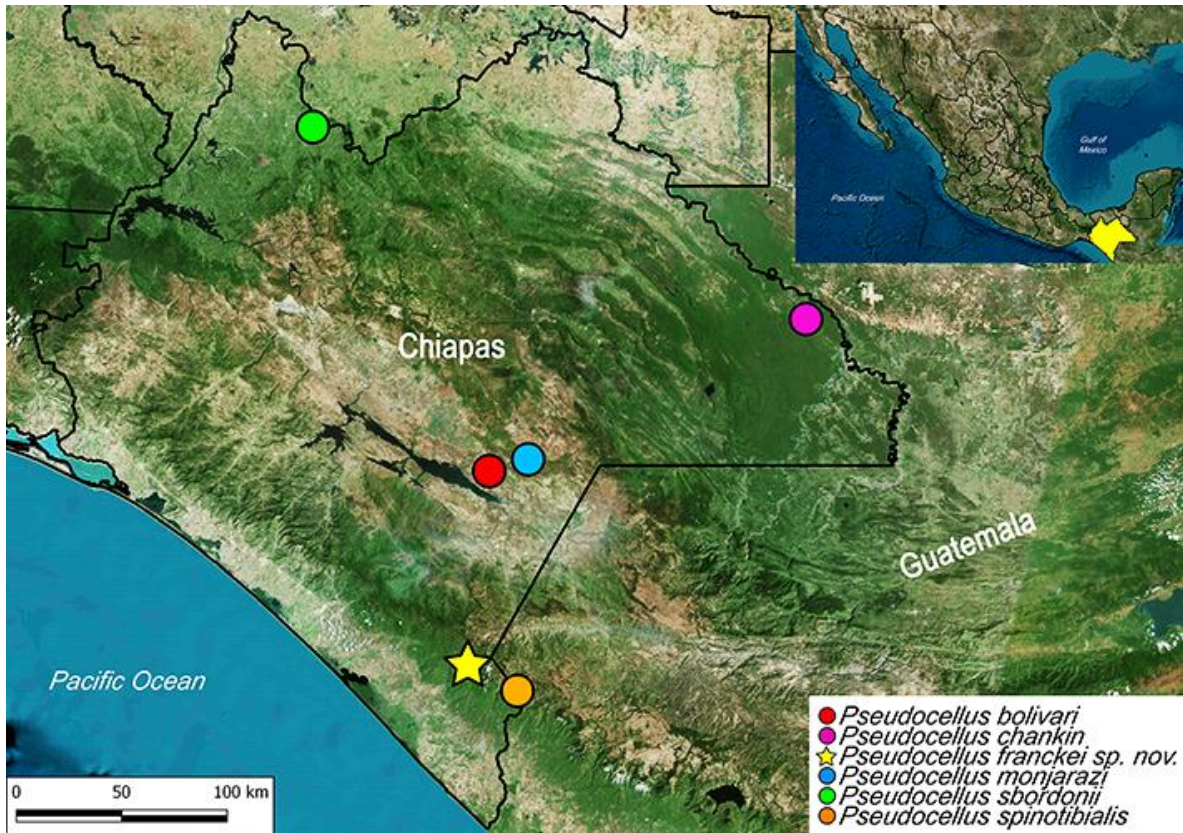 Gulf of
Mexico
Pacific Ocean
Chiapas
Guatemala
Pacific Ocean
Pseudocellus bolivari
Pseudocellus chankin
Pseudocellus franckei sp. nov.
Pseudocellus monjarazi
Pseudocellus sbordonii
Pseudocellus spinotibialis
0 50 100 km